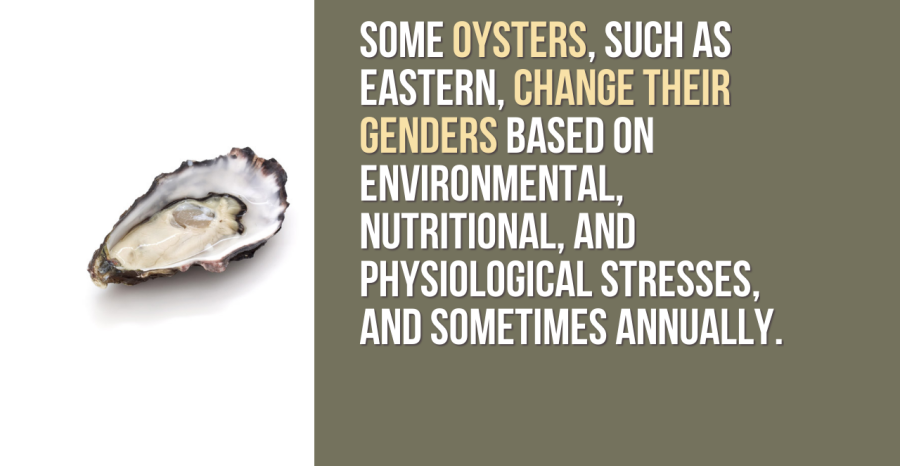 SOME OYSTERS, SUCH AS
EASTERN, CHANGE THEIR
GENDERS BASED ON
ENVIRONMENTAL,
NUTRITIONAL, AND
PHYSIOLOGICAL STRESSES,
AND SOMETIMES ANNUALLY.